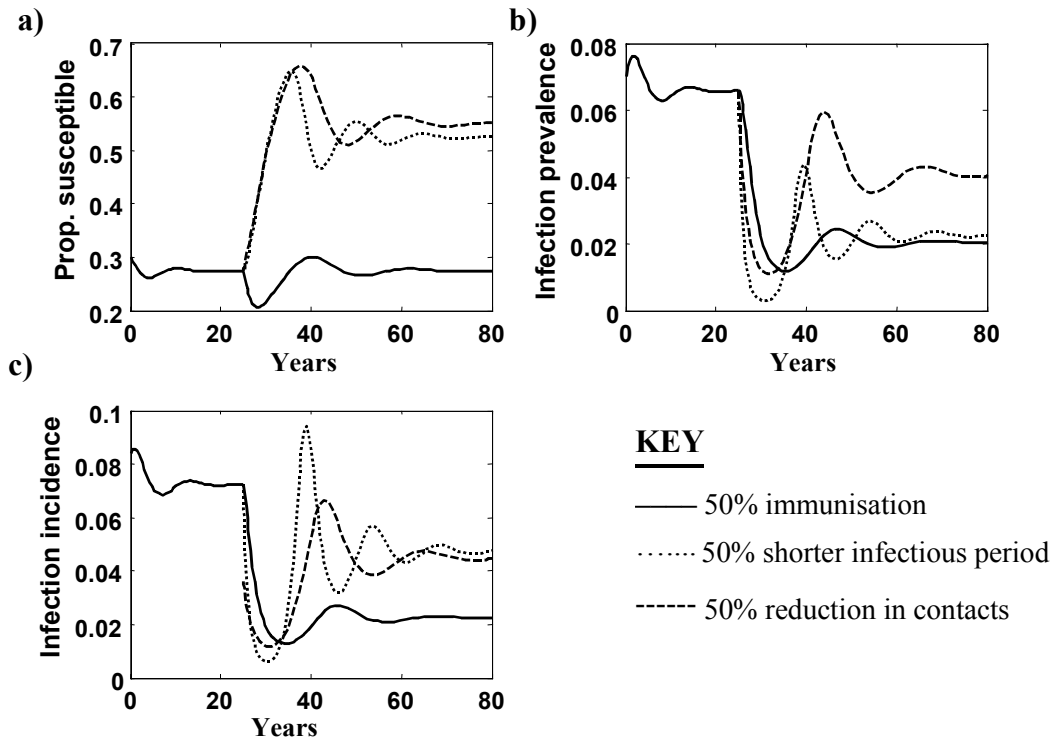 a)
Prop. susceptible
0.7
0.6
0.5
0.4
0.3
0.2
0 20 40 60 80
Years
b)
Infection prevalence
0.08
0.06
0.04
0.02
0
0 20 40 60 80
Years
c)
Infection incidence
0.1
0.08
0.06
0.04
0.02
0
0 20 40 60 80
Years
KEY
50% immunisation
50% shorter infectious period
50% reduction in contacts